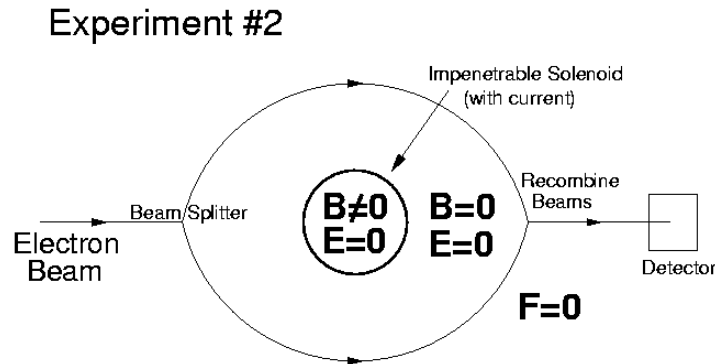 Experiment #2
Impenetrable Solenoid
(with current)
Beam Splitter
B≠0
E=0
B=0
E=0
Recombine
Beams
Electron
Beam
Detector
F=0